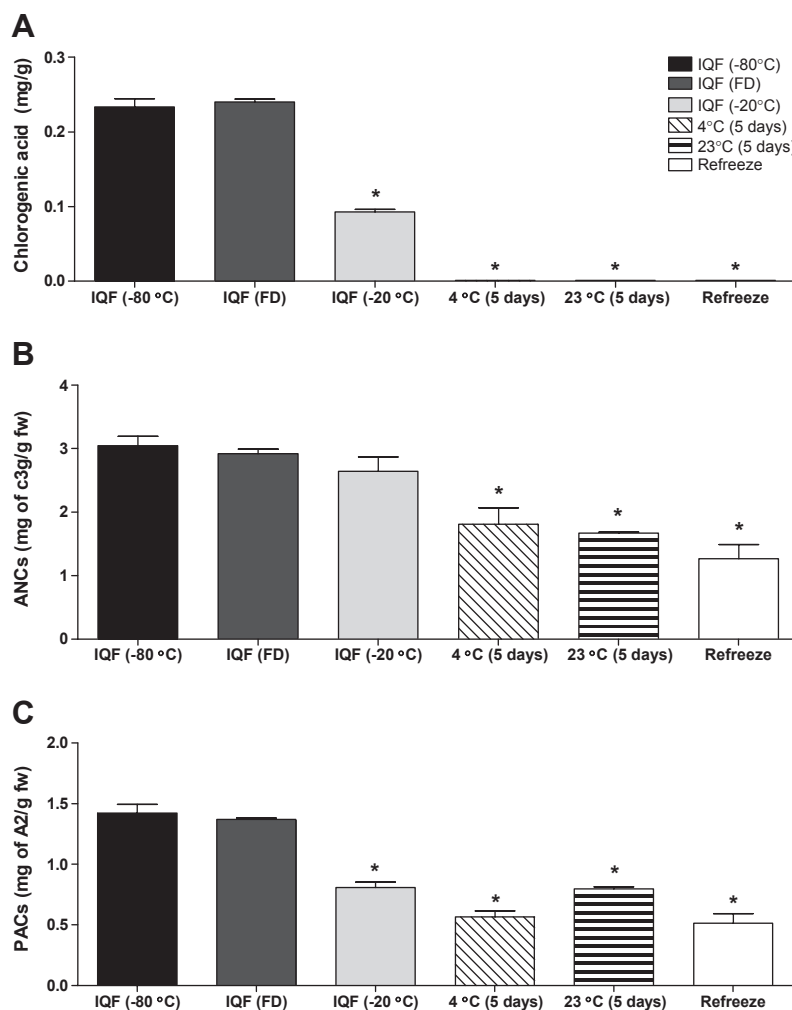 A
Chlorogenic acid (mg/g)
0.3
0.2
0.1
0.0
IQF (-80°C)
IQF (FD)
IQF (-20°C)
4°C (5 days)
23°C (5 days)
Refreeze
*
*
*
*
IQF (-80 °C) IQF (FD) IQF (-20 °C) 4 °C (5 days) 23 °C (5 days) Refreeze
B
ANCs (mg of c3g/g fw)
4
3
2
1
0
*
*
*
IQF (-80 °C) IQF (FD) IQF (-20 °C) 4 °C (5 days) 23 °C (5 days) Refreeze
C
PACs (mg of A2/g fw)
2.0
1.5
1.0
0.5
0.0
*
*
*
*
IQF (-80 °C) IQF (FD) IQF (-20 °C) 4 °C (5 days) 23 °C (5 days) Refreeze